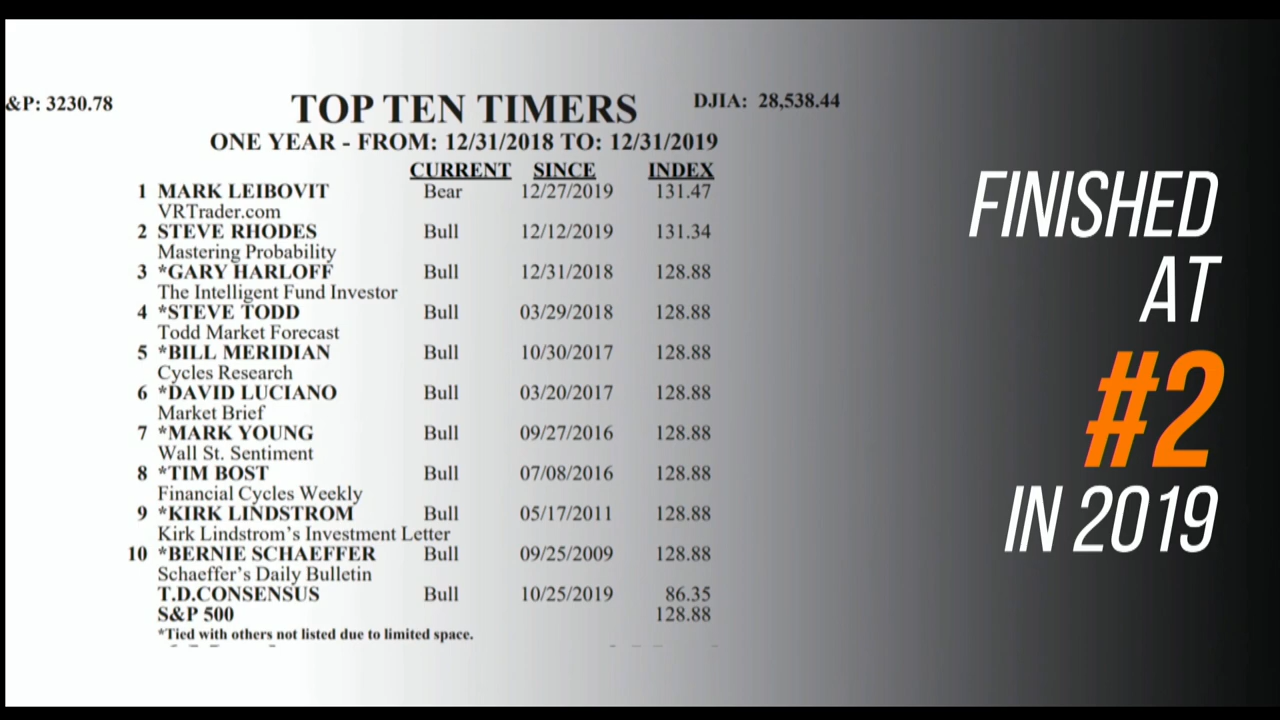 &P: 3230.78
TOP TEN TIMERS
DJIA: 28,538.44
ONE YEAR - FROM: 12/31/2018 TO: 12/31/2019
CURRENT SINCE INDEX
1 MARK LEIBOVIT Bear 12/27/2019 131.47
VRTrader.com
2 STEVE RHODES Bull 12/12/2019 131.34
Mastering Probability
3 *GARY HARLOFF Bull 12/31/2018 128.88
The Intelligent Fund Investor
4 *STEVE TODD Bull 03/29/2018 128.88
Todd Market Forecast
5 *BILL MERIDIAN Bull 10/30/2017 128.88
Cycles Research
6 *DAVID LUCIANO Bull 03/20/2017 128.88
Market Brief
7 *MARK YOUNG Bull 09/27/2016 128.88
Wall St. Sentiment
8 *TIM BOST Bull 07/08/2016 128.88
Financial Cycles Weekly
9 *KIRK LINDSTROM Bull 05/17/2011 128.88
Kirk Lindstrom's Investment Letter
10 *BERNIE SCHAEFFER Bull 09/25/2009 128.88
Schaeffer's Daily Bulletin
T.D.CONSENSUS Bull 10/25/2019 86.35
S&P 500 128.88
*Tied with others not listed due to limited space.
FINISHED
AT
#2
IN 2019